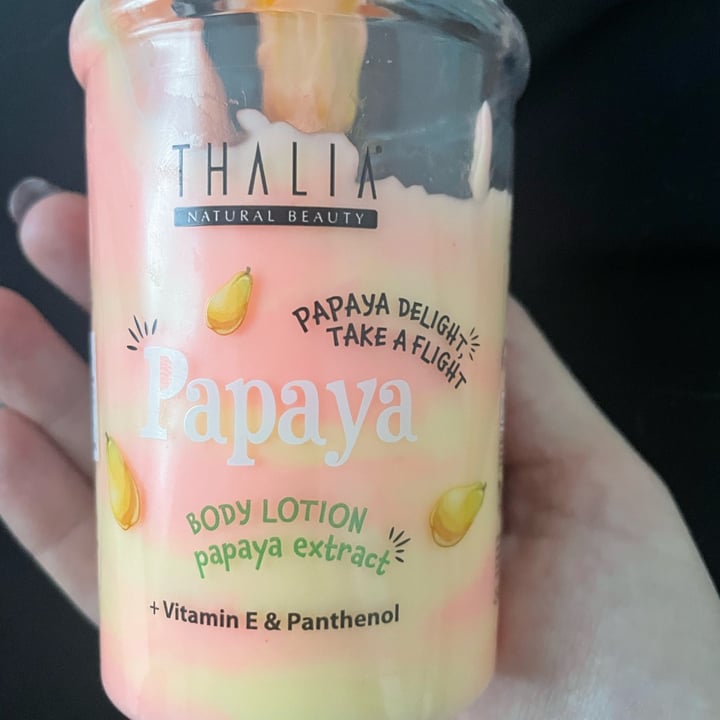 THALIA
NATURAL BEAUTY
PAPAYA DELIGHT,
TAKE A FLIGHT
Papaya
BODY LOTION
papaya extract
+ Vitamin E & Panthenol